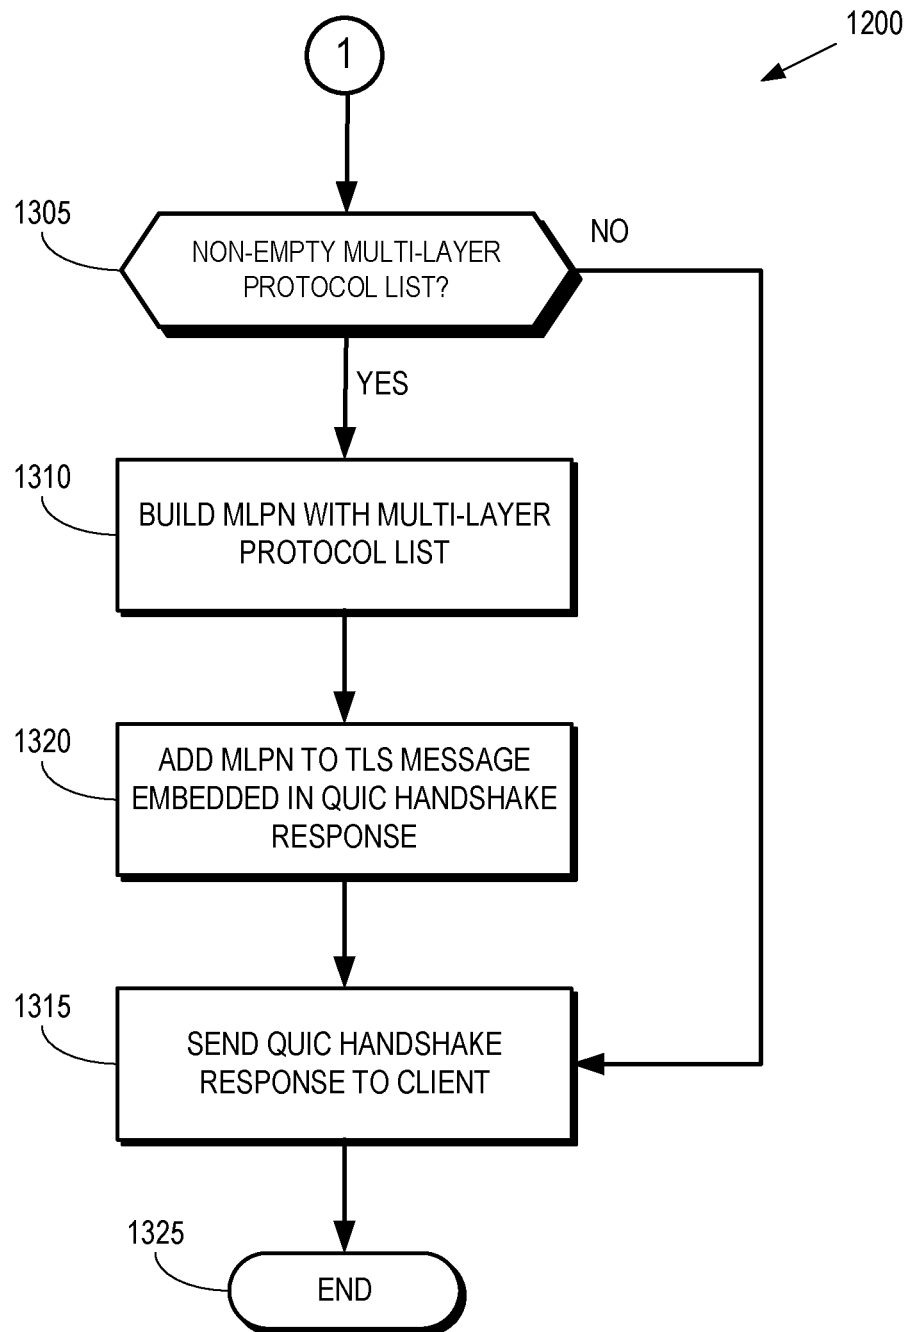 1
1200
1305
NON-EMPTY MULTI-LAYER
PROTOCOL LIST?
NO
YES
1310
BUILD MLPN WITH MULTI-LAYER
PROTOCOL LIST
1320
ADD MLPN TO TLS MESSAGE
EMBEDDED IN QUIC HANDSHAKE
RESPONSE
1315
SEND QUIC HANDSHAKE
RESPONSE TO CLIENT
1325
END